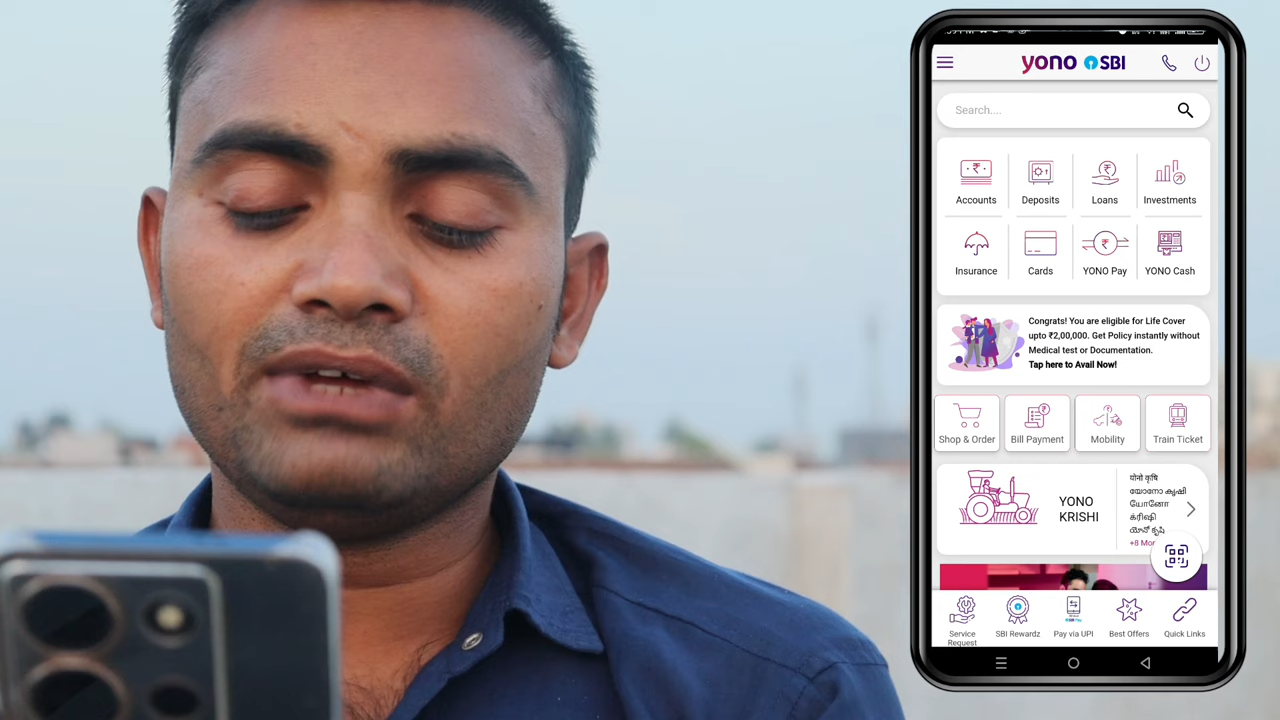 yono SBI
Search....
Accounts
Deposits
Loans
Investments
Insurance
Cards
YONO Pay
YONO Cash
Congrats! You are eligible for Life Cover
upto ₹2,00,000. Get Policy instantly without
Medical test or Documentation.
Tap here to Avail Now!
Shop & Order
Bill Payment
Mobility
Train Ticket
YONO
KRISHI
योनो कृषि
യോനോ കൃഷി
யோனோ
க்ரிஷி
యోనో కృషి
+8 Mor
Service
Request
SBI Rewardz
Pay via UPI
Best Offers
Quick Links